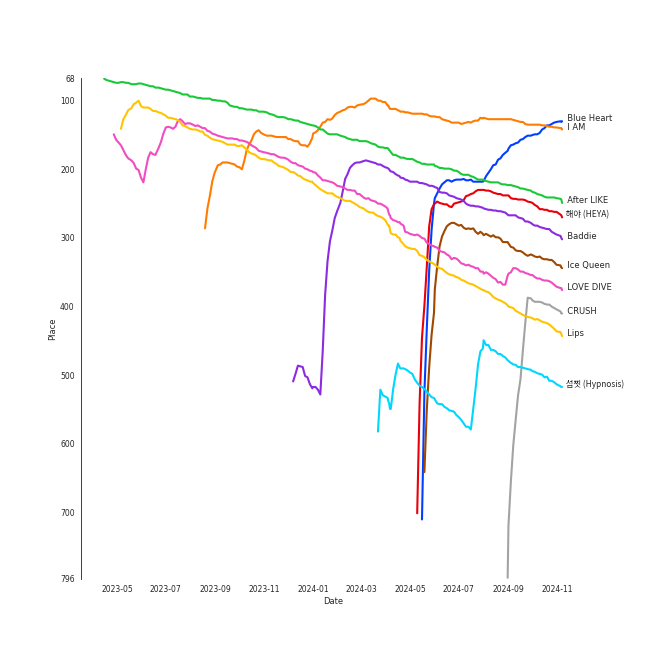 68
100
200
300
400
500
600
700
796
Place
2023-05 2023-07 2023-09 2023-11 2024-01 2024-03 2024-05 2024-07 2024-09 2024-11
Date
Blue Heart
I AM
After LIKE
해야 (HEYA)
Baddie
Ice Queen
LOVE DIVE
CRUSH
Lips
섬찟 (Hypnosis)